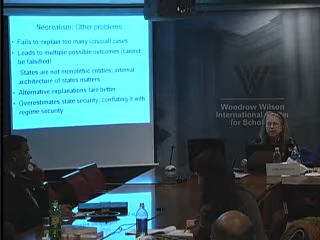 Neorealism: Other problems:
• Fails to explain too many (crucial) cases
• Leads to multiple possible outcomes (cannot
be falsified)
States are not monolithic entities; internal
architecture of states matters
• Alternative explanations fare better
• Overestimates state security, conflating it with
regime security
Woodrow Wilson
International
for Schol